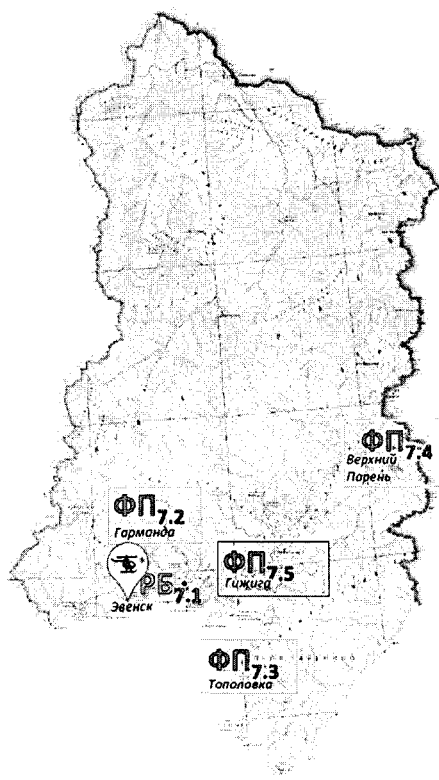 ФП7.4
Верхний
Парень
ФП7.2
Гарманда
ФП7.5
Гижига
РБ7.1
Эвенск
ФП7.3
Тополовка